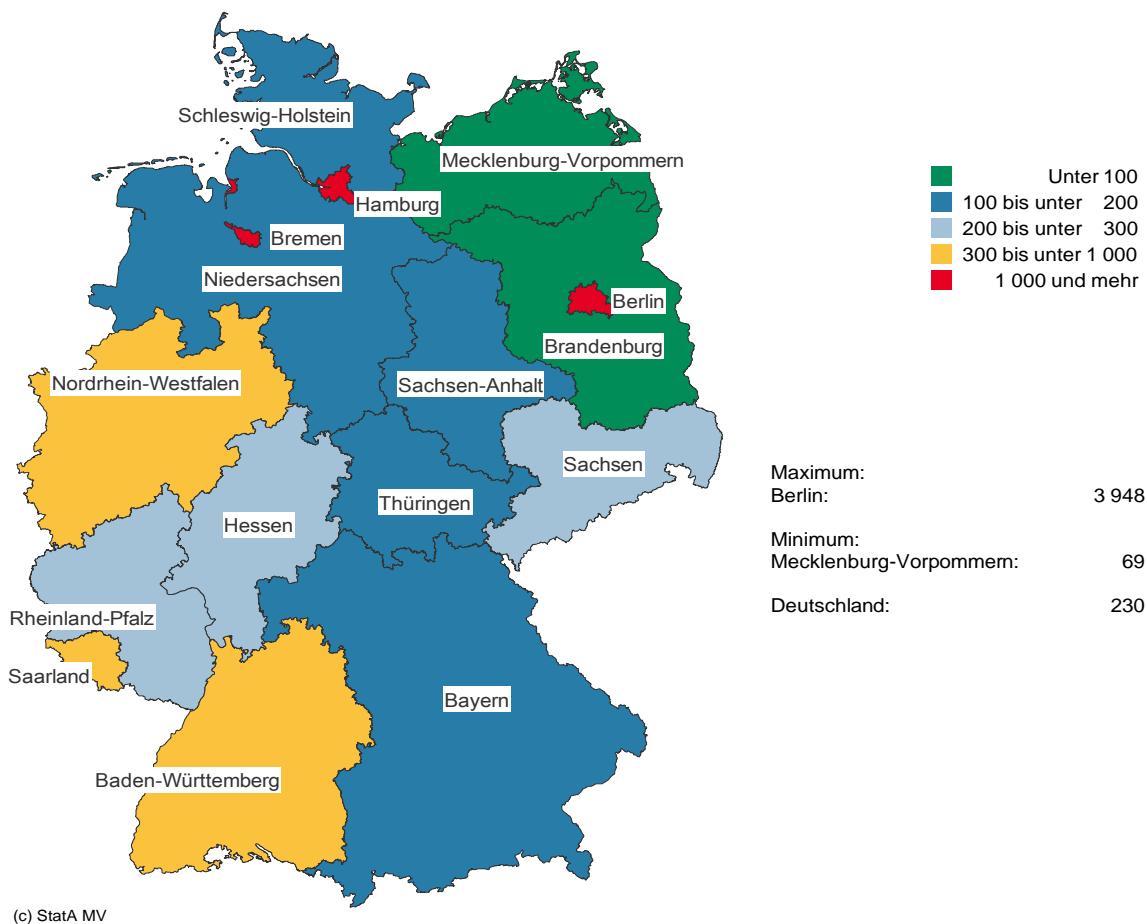 Schleswig-Holstein
Mecklenburg-Vorpommern
Hamburg
Bremen
Niedersachsen
Berlin
Brandenburg
Nordrhein-Westfalen
Sachsen-Anhalt
Sachsen
Thüringen
Hessen
Rheinland-Pfalz
Saarland
Bayern
Baden-Württemberg
Unter 100
100 bis unter 200
200 bis unter 300
300 bis unter 1 000
1 000 und mehr
Maximum:
Berlin: 3 948
Minimum:
Mecklenburg-Vorpommern: 69
Deutschland: 230
(c) StatA MV